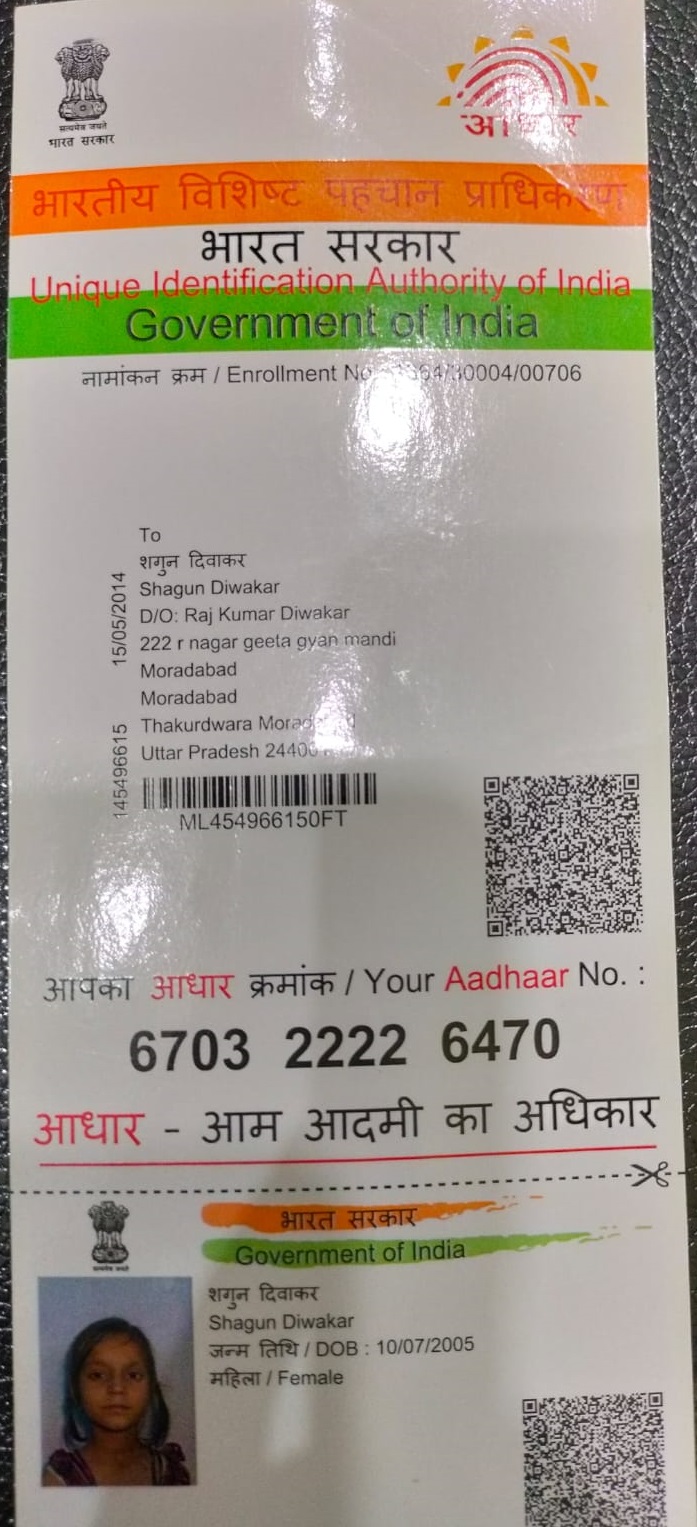 सत्यमेव जयते
भारत सरकार
आधार
भारतीय विशिष्ट पहचान प्राधिकरण
भारत सरकार
Unique Identification Authority of India
Government of India
नामांकन क्रम / Enrollment No
To
शगुन दिवाकर
Shagun Diwakar
D/O: Raj Kumar Diwakar
222 r nagar geeta gyan mandi
Moradabad
Moradabad
Thakurdwara
Uttar Pradesh
15/05/2014
145496615
ML454966150FT
आपका आधार क्रमांक / Your Aadhaar No. :
6703 2222 6470
आधार - आम आदमी का अधिकार
भारत सरकार
Government of India
शगुन दिवाकर
Shagun Diwakar
जन्म तिथि / DOB : 10/07/2005
महिला / Female